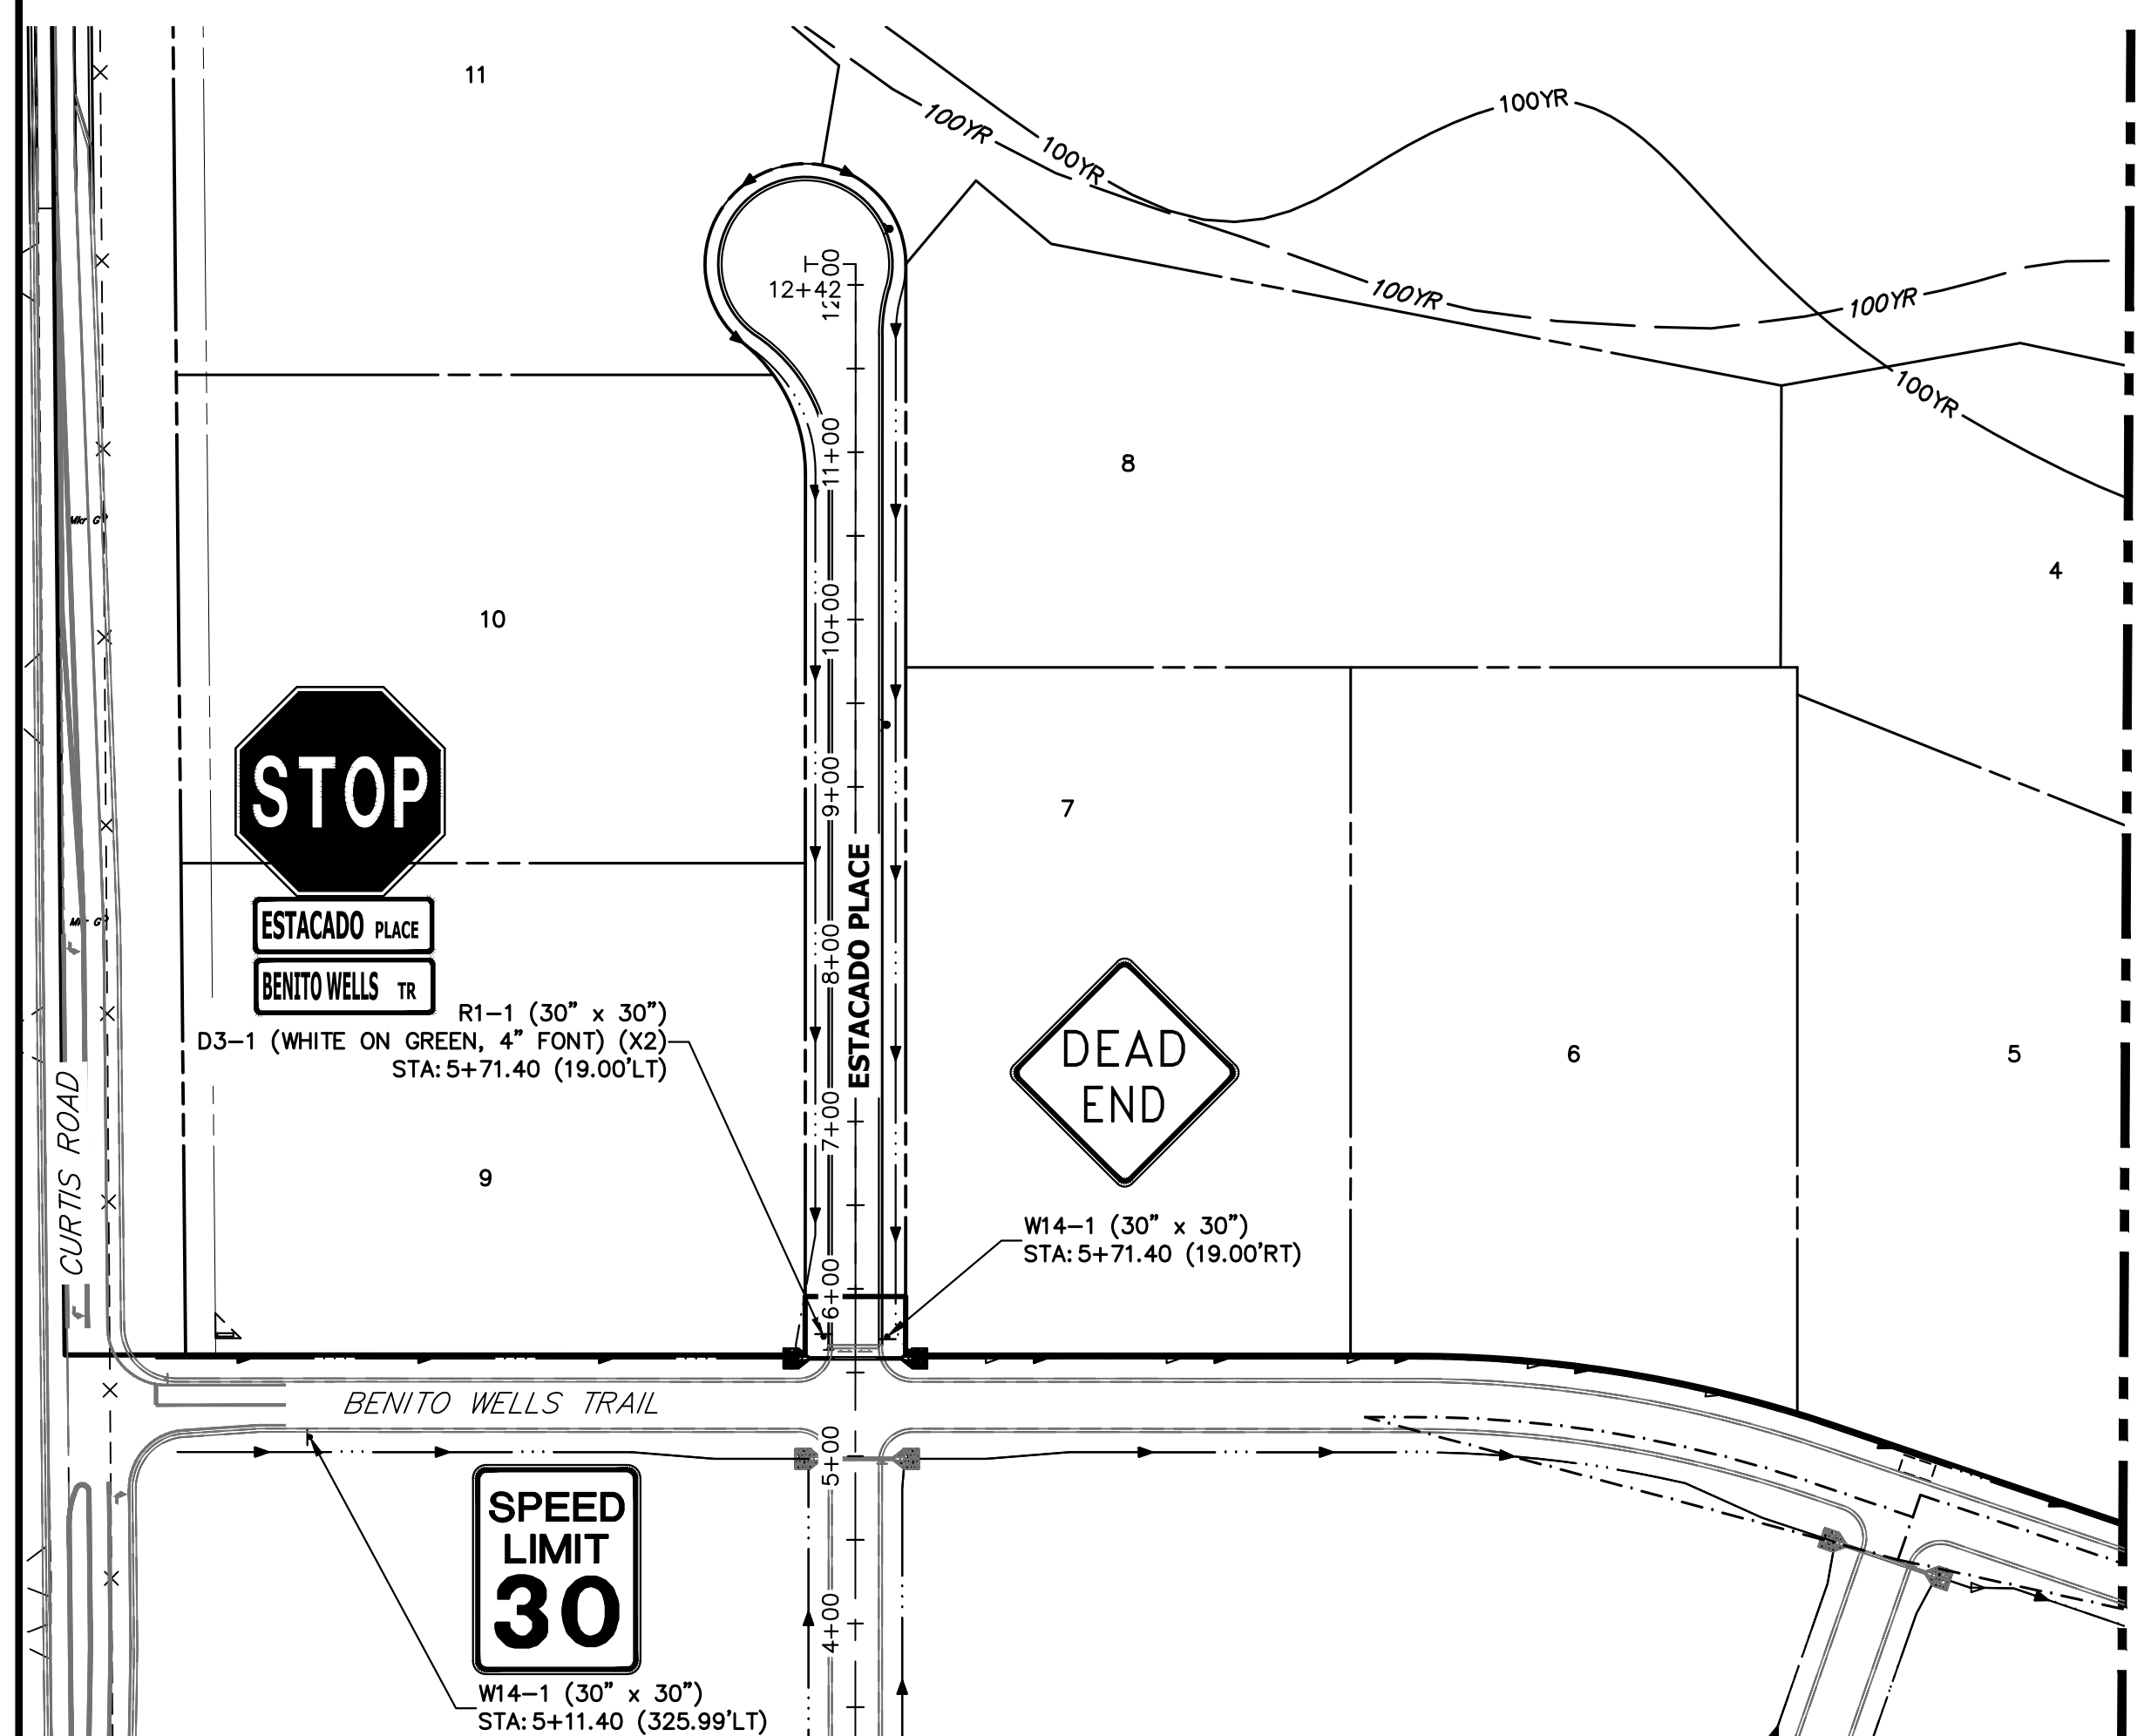 11
100YR
100YR
100YR
12+00
12+42
100YR
100YR
100YR
11+00
8
4
10+00
10
Mkr
9+00
7
STOP
ESTACADO PLACE
BENITO WELLS TR
8+00
ESTACADO PLACE
R1-1 (30" x 30")
D3-1 (WHITE ON GREEN, 4" FONT) (X2)
STA: 5+71.40 (19.00'LT)
DEAD
END
6
5
7+00
CURTIS ROAD
9
W14-1 (30" x 30")
STA: 5+71.40 (19.00'RT)
6+00
BENITO WELLS TRAIL
5+00
SPEED
LIMIT
30
4+00
W14-1 (30" x 30")
STA: 5+11.40 (325.99'LT)